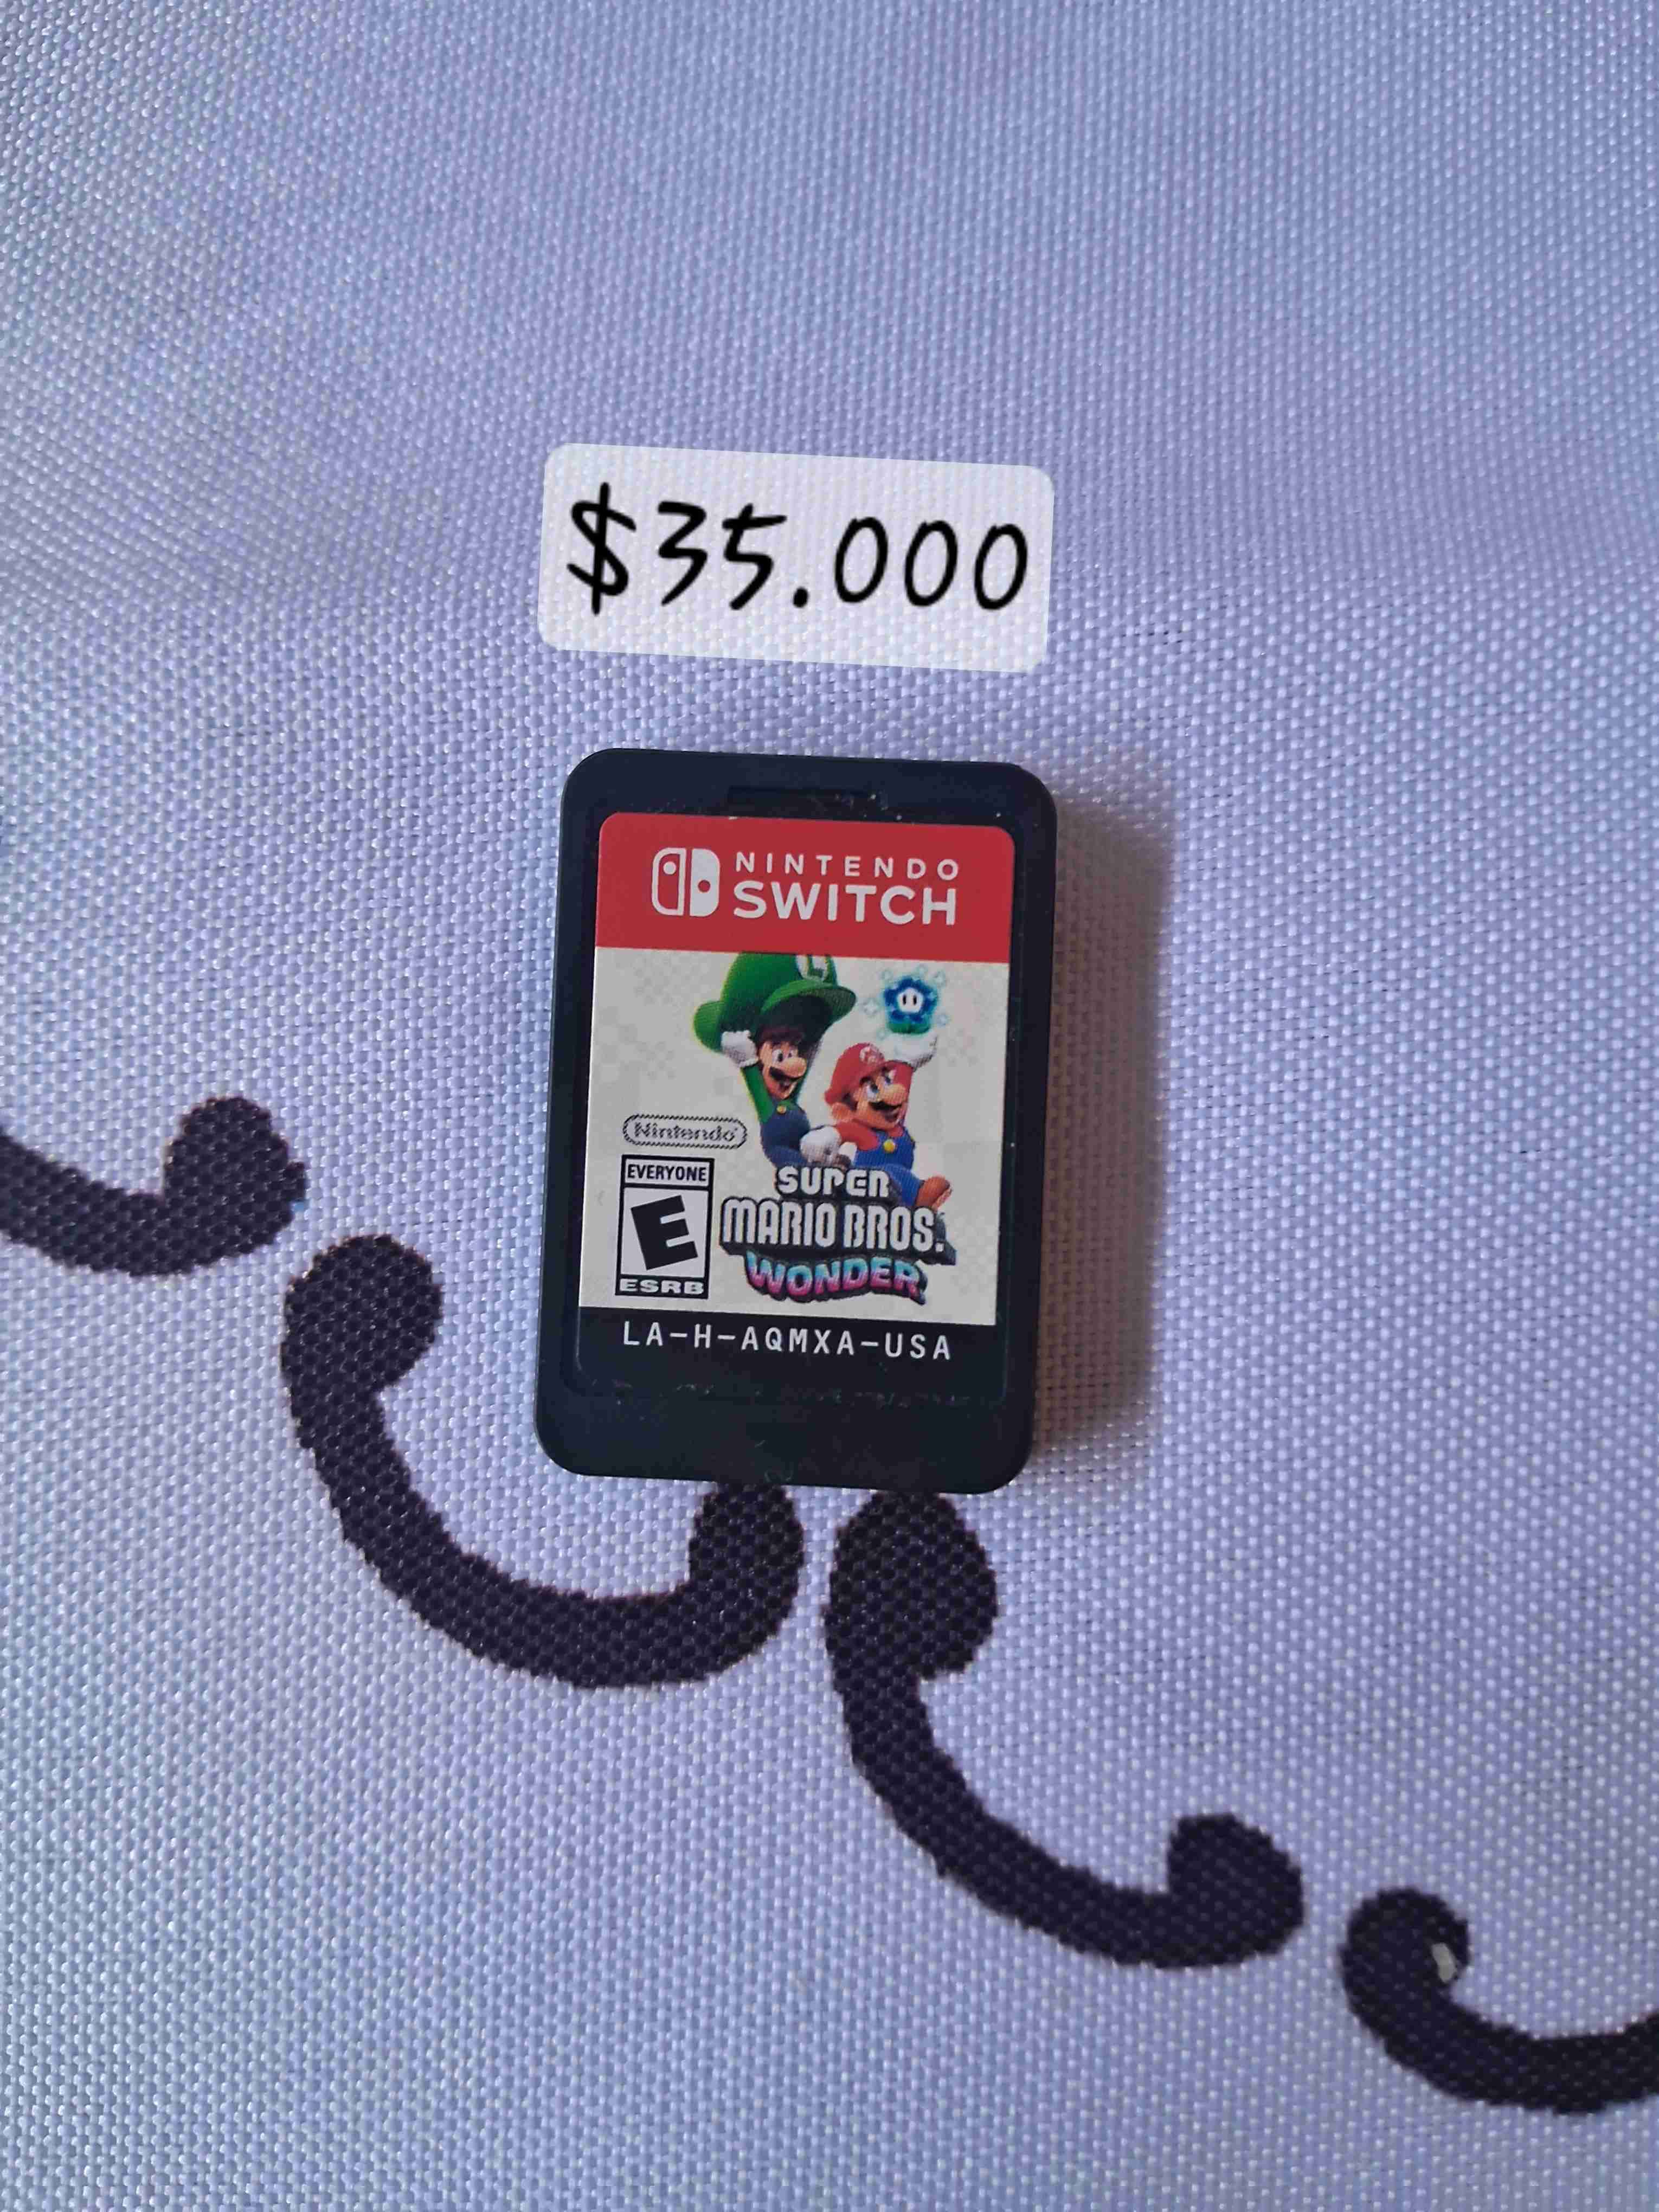 $35.000
NINTENDO
SWITCH
L
M
Nintendo
EVERYONE
E
ESRB
SUPER
MARIO BROS.
WONDER
LA-H-AQMXA-USA